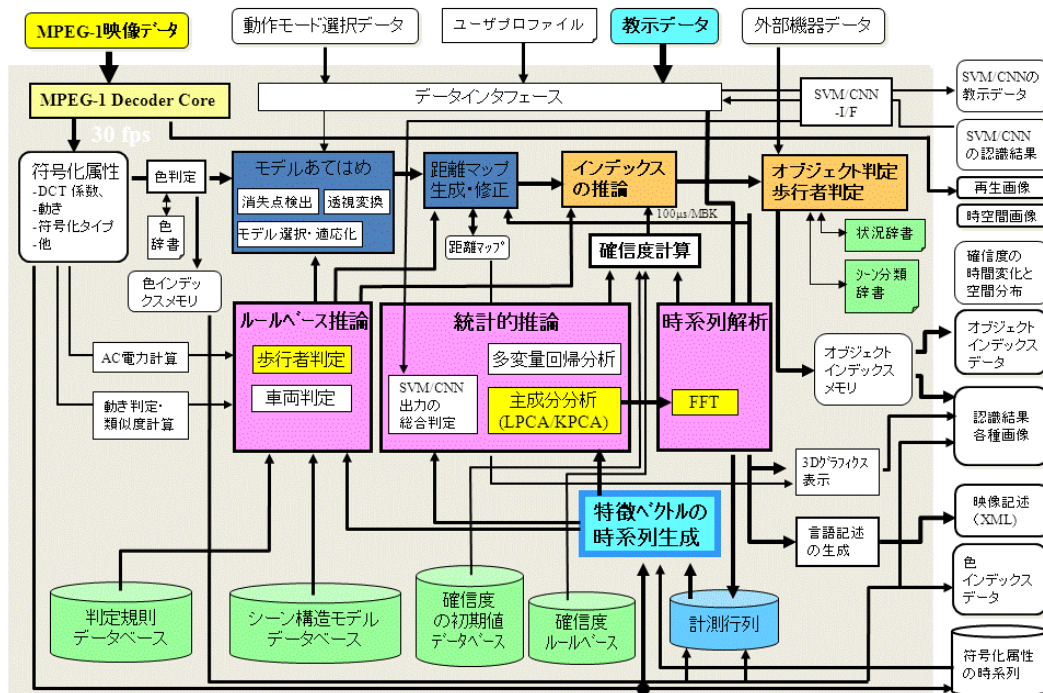 MPEG-1映像データ
動作モード選択データ
ユーザプロファイル
教示データ
外部機器データ
MPEG-1 Decoder Core
データインタフェース
SVM/CNN
-I/F
SVM/CNNの
教示データ
30 fps
SVM/CNN
の認識結果
符号化属性
-DCT 係数、
-動き
-符号化タイプ
-他
色判定
色
辞書
モデルあてはめ
消失点検出
透視変換
モデル選択・適応化
距離マップ
生成・修正
インデックス
の推論
オブジェクト判定
歩行者判定
再生画像
時空間画像
100μs/MBK
距離マップ
確信度計算
状況辞書
シーン分類
辞書
確信度の
時間変化と
空間分布
色インデッ
クスメモリ
ルールベース推論
歩行者判定
車両判定
統計的推論
多変量回帰分析
SVM/CNN
出力の
総合判定
主成分分析
(LPCA/KPCA)
時系列解析
FFT
AC電力計算
動き判定・
類似度計算
オブジェクト
インデックス
メモリ
オブジェクト
インデックス
データ
認識結果
各種画像
3Dグラフィクス
表示
特徴ベクトルの
時系列生成
言語記述
の生成
映像記述
(XML)
判定規則
データベース
シーン構造モデル
データベース
確信度
の初期値
データベース
確信度
ルールベース
計測行列
色
インデックス
データ
符号化属性
の時系列